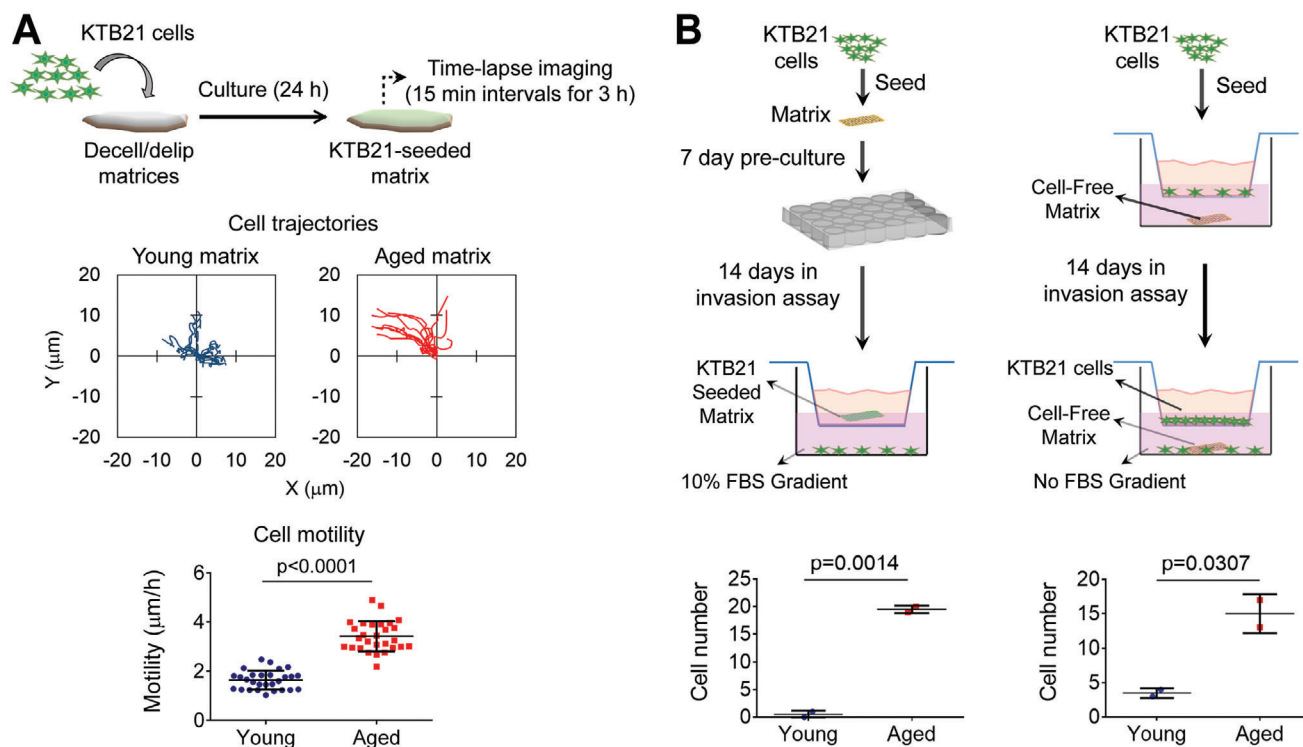 A
KTB21 cells
Culture (24 h)
Time-lapse imaging
(15 min intervals for 3 h)
Decell/delip
matrices
KTB21-seeded
matrix
Cell trajectories
Young matrix
Aged matrix
20
10
0
-10
20
-20
-10
0
10
20
Y (μm)
20
10
0
-10
20
-20
-10
0
10
20
X (μm)
Cell motility
p<0.0001
6
4
2
0
Motility (μm/h)
Young
Aged
B
KTB21
cells
Seed
Matrix
7 day pre-culture
14 days in
invasion assay
KTB21
Seeded
Matrix
10% FBS Gradient
p=0.0014
25
20
15
10
5
0
Cell number
Young
Aged
KTB21
cells
Seed
Cell-Free
Matrix
14 days in
invasion assay
KTB21 cells
Cell-Free
Matrix
No FBS Gradient
p=0.0307
20
15
10
5
0
Cell number
Young
Aged